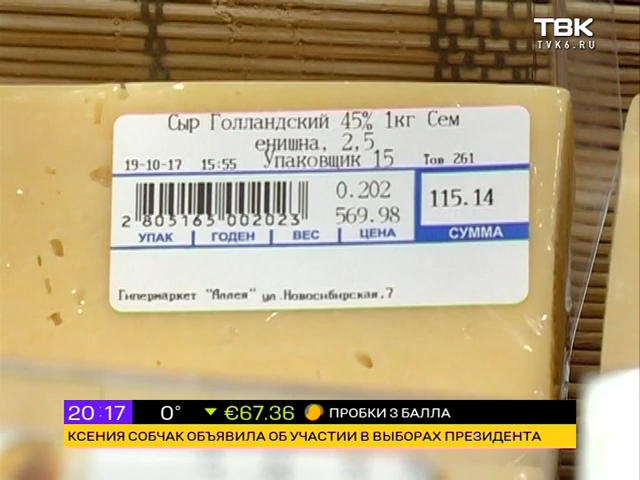 ТВК
TVK6.RU
Сыр Голландский 45% 1кг Сем
енишна, 2,5
19-10-17 15:55 Упаковщик 15 Тов 261
0.202
115.14
569.98
2 805165 002023
УПАК ГОДЕН ВЕС ЦЕНА СУММА
Гипермаркет "Аллея" ул.Новосибирская,7
20:17 0° €67.36 ПРОБКИ 3 БАЛЛА
КСЕНИЯ СОБЧАК ОБЪЯВИЛА ОБ УЧАСТИИ В ВЫБОРАХ ПРЕЗИДЕНТА